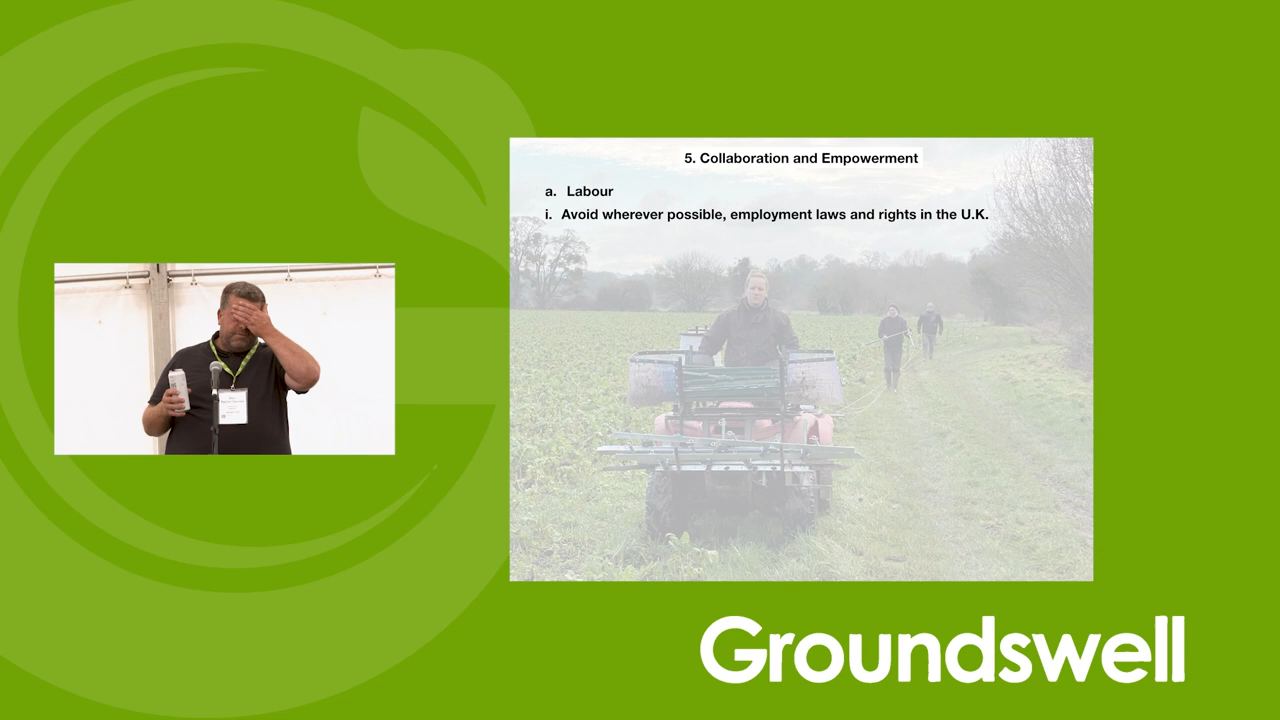 5. Collaboration and Empowerment
a. Labour
i. Avoid wherever possible, employment laws and rights in the U.K.
Groundswell